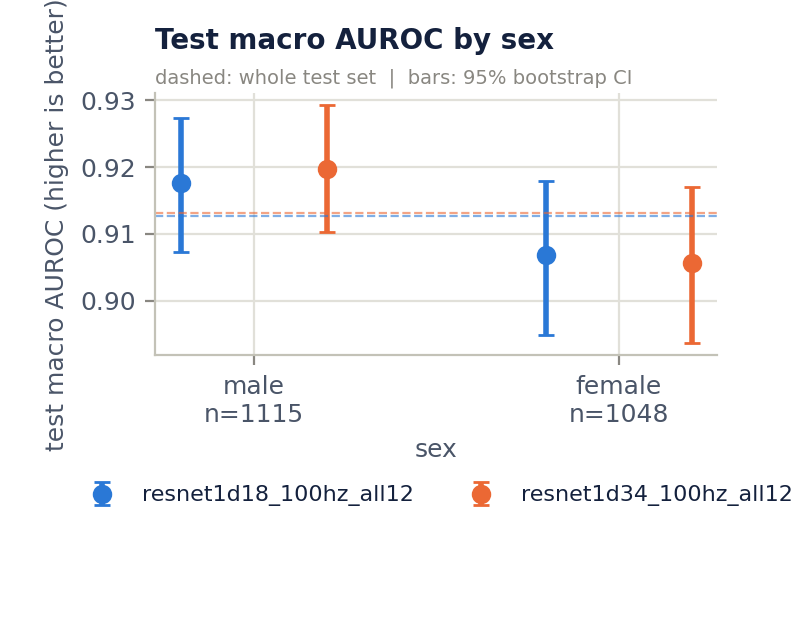 Test macro AUROC by sex
dashed: whole test set | bars: 95% bootstrap CI
test macro AUROC (higher is better)
0.93
0.92
0.91
0.90
male
n=1115
female
n=1048
sex
resnet1d18_100hz_all12
resnet1d34_100hz_all12